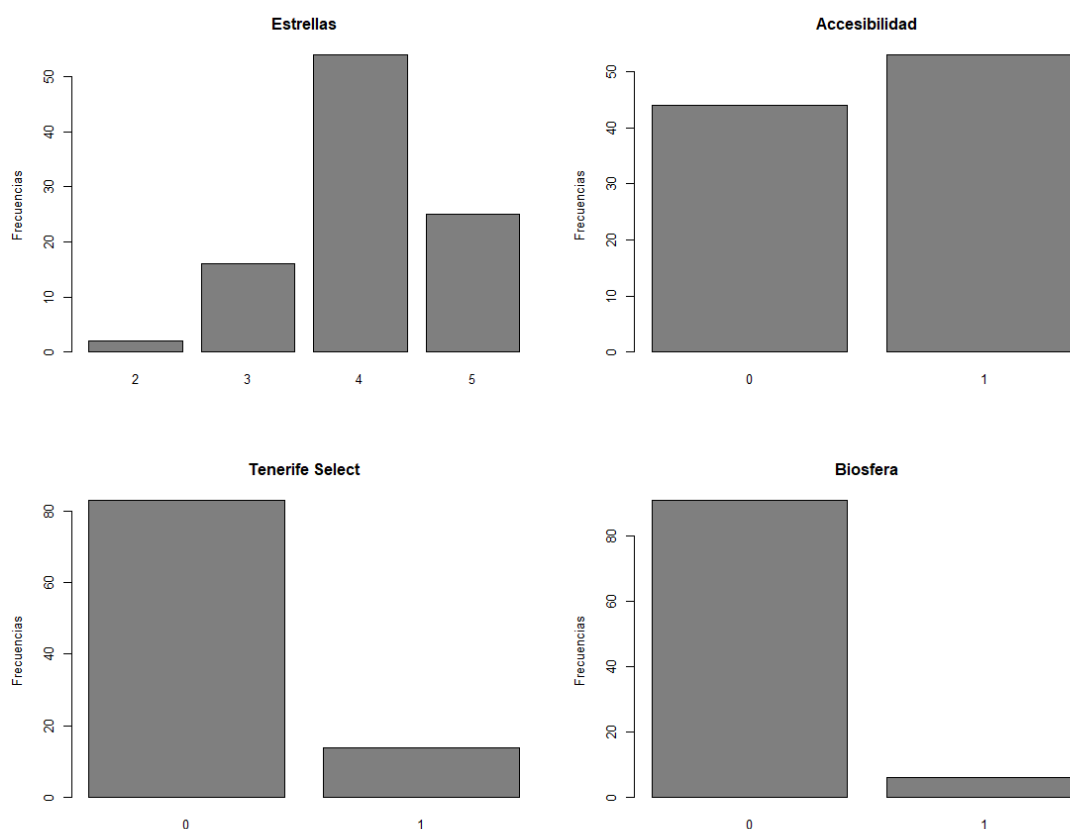 Estrellas
Frecuencias
0 10 20 30 40 50
2 3 4 5
Accesibilidad
Frecuencias
0 10 20 30 40 50
0 1
Tenerife Select
Frecuencias
0 20 40 60 80
0 1
Biosfera
Frecuencias
0 20 40 60 80
0 1